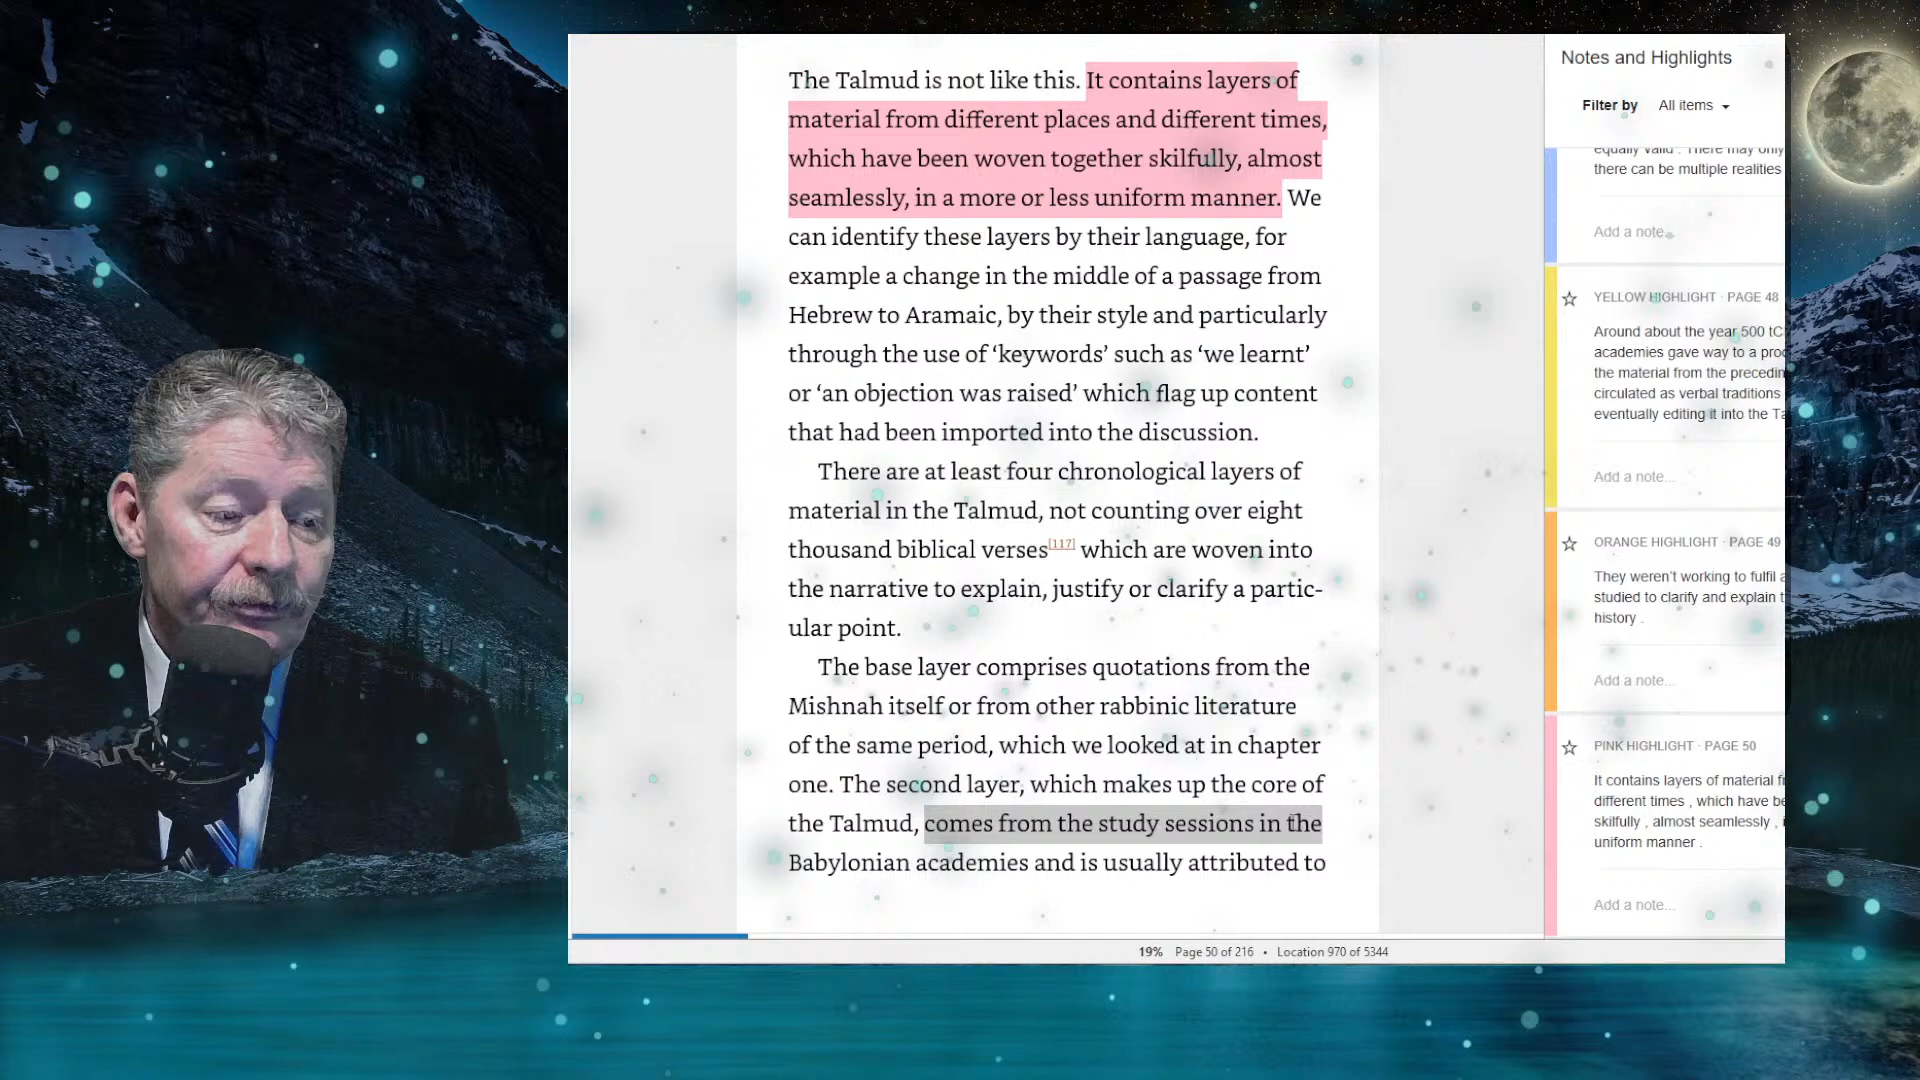 The Talmud is not like this. It contains layers of
material from different places and different times,
which have been woven together skilfully, almost
seamlessly, in a more or less uniform manner. We
can identify these layers by their language, for
example a change in the middle of a passage from
Hebrew to Aramaic, by their style and particularly
through the use of ‘keywords’ such as ‘we learnt’
or ‘an objection was raised’ which flag up content
that had been imported into the discussion.
There are at least four chronological layers of
material in the Talmud, not counting over eight
thousand biblical verses[117] which are woven into
the narrative to explain, justify or clarify a partic-
ular point.
The base layer comprises quotations from the
Mishnah itself or from other rabbinic literature
of the same period, which we looked at in chapter
one. The second layer, which makes up the core of
the Talmud, comes from the study sessions in the
Babylonian academies and is usually attributed to
19% Page 50 of 216 • Location 970 of 5344
Notes and Highlights
Filter by All items
equally valid . There may only
there can be multiple realities
Add a note...
YELLOW HIGHLIGHT · PAGE 48
Around about the year 500 tC
academies gave way to a
the material from the
circulated as verbal traditions
eventually editing it into the
Add a note...
ORANGE HIGHLIGHT · PAGE 49
They weren't working to fulfil
studied to clarify and explain
history .
Add a note...
PINK HIGHLIGHT · PAGE 50
It contains layers of material
different times , which have
skilfully , almost seamlessly ,
uniform manner .
Add a note...